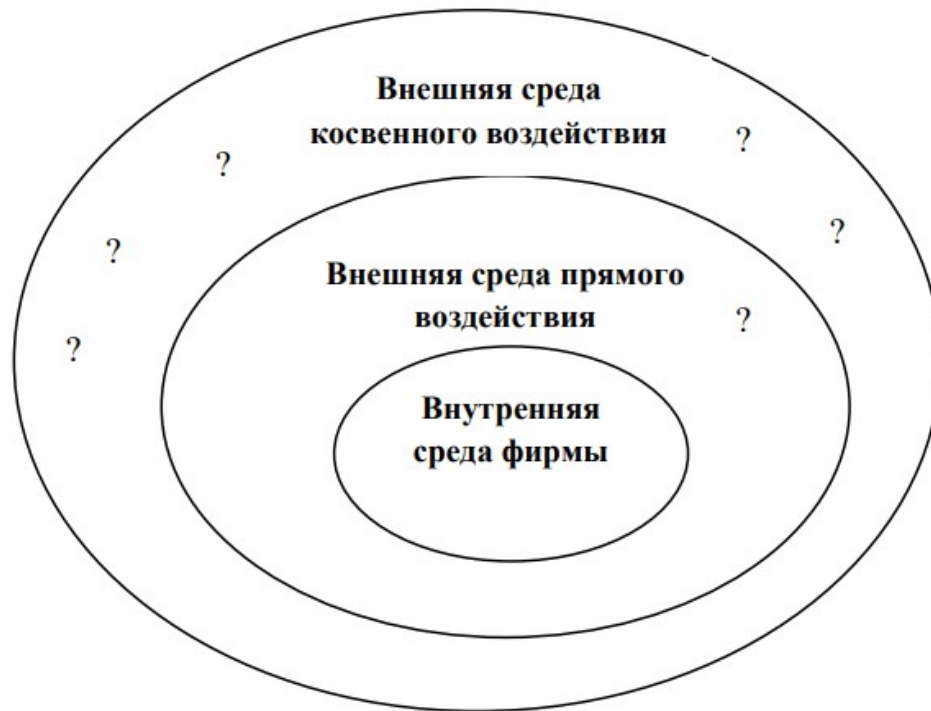 Внешняя среда
косвенного воздействия
?
?
?
?
Внешняя среда прямого
воздействия
?
?
Внутренняя
среда фирмы